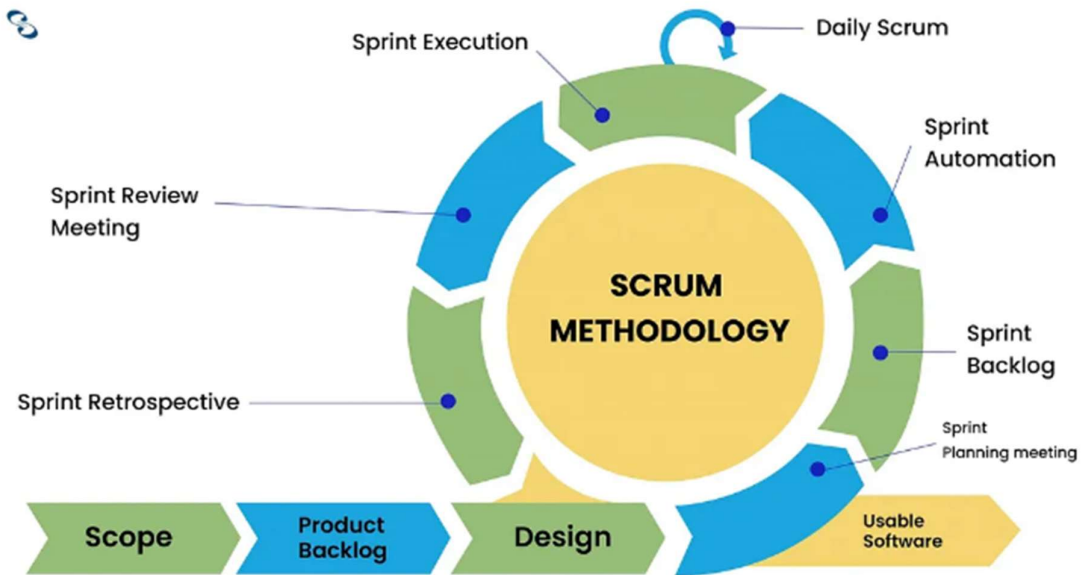 Daily Scrum
Sprint Execution
Sprint
Automation
Sprint Review
Meeting
SCRUM
METHODOLOGY
Sprint
Backlog
Sprint Retrospective
Sprint
Planning meeting
Scope
Product
Backlog
Design
Usable
Software